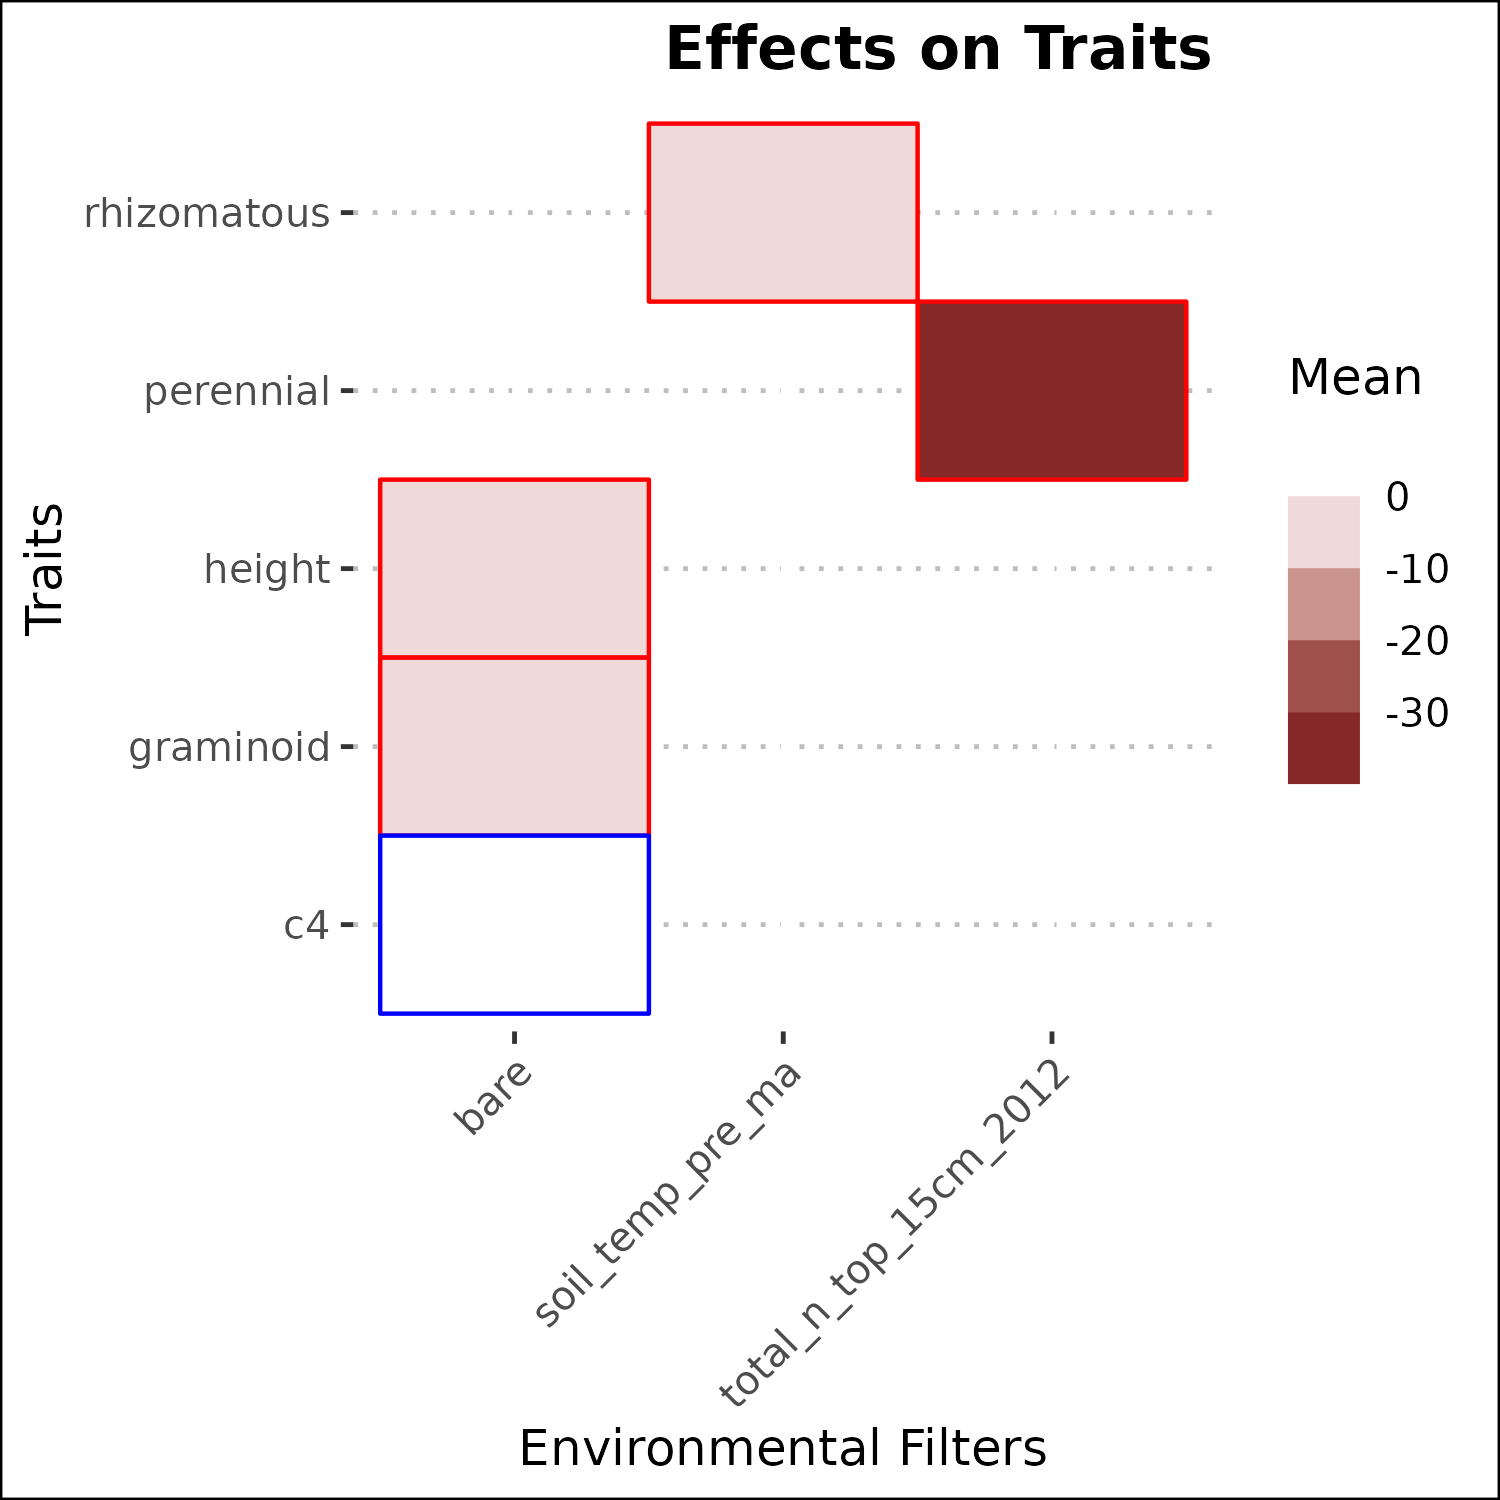 Effects on Traits
rhizomatous
perennial
height
graminoid
c4
Traits
Mean
0
-10
-20
-30
bare
soil_temp_pre_ma
total_n_top_15cm_2012
Environmental Filters